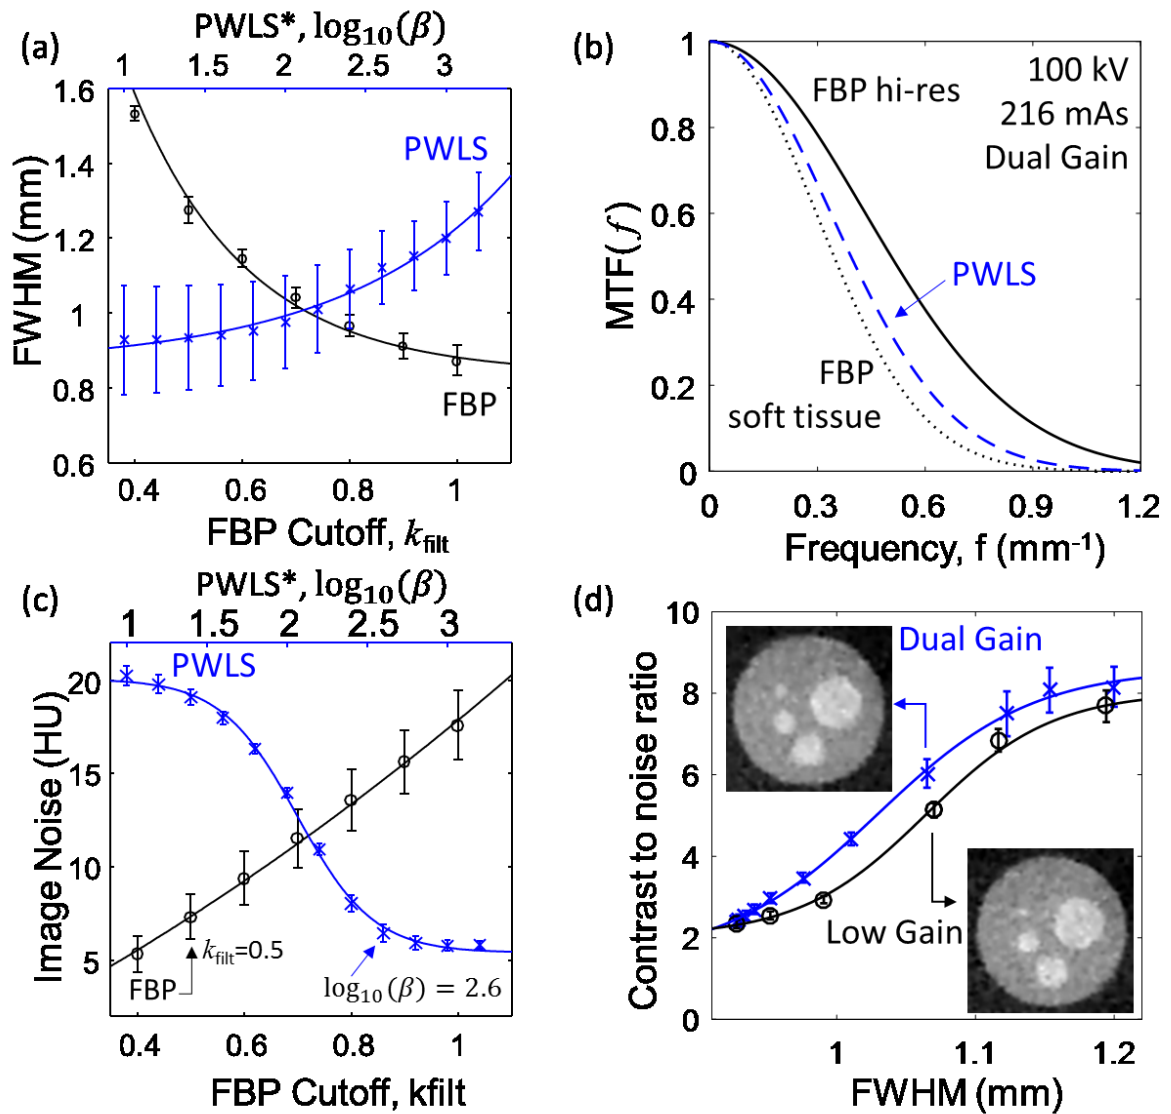 (a)
PWLS*, log₁₀(β)
1 1.5 2 2.5 3
1.6
1.4
1.2
1
0.8
0.6
FWHM (mm)
PWLS
FBP
0.4 0.6 0.8 1
FBP Cutoff, k_filt
(b)
1
0.8
0.6
0.4
0.2
0
MTF(f)
FBP hi-res
100 kV
216 mAs
Dual Gain
PWLS
FBP
soft tissue
0 0.3 0.6 0.9 1.2
Frequency, f (mm⁻¹)
(c)
PWLS*, log₁₀(β)
1 1.5 2 2.5 3
PWLS
20
15
10
5
Image Noise (HU)
k_filt=0.5
FBP
log₁₀(β) = 2.6
0.4 0.6 0.8 1
FBP Cutoff, kfilt
(d)
10
8
6
4
2
0
Contrast to noise ratio
Dual Gain
Low Gain
1 1.1 1.2
FWHM (mm)